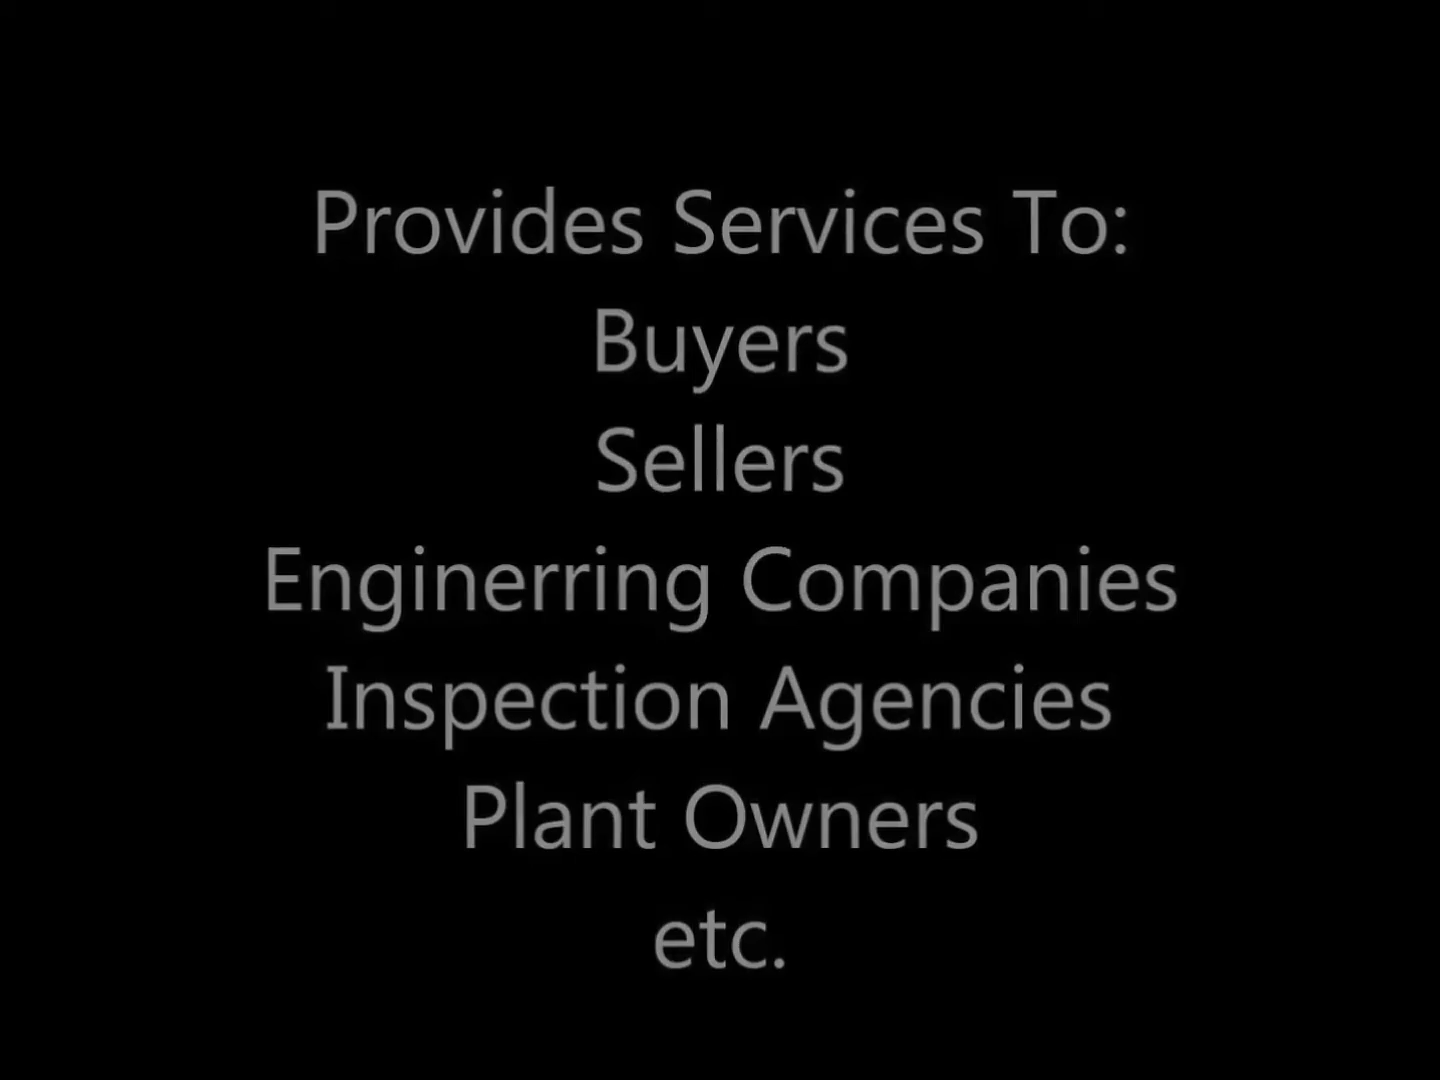 Provides Services To:
Buyers
Sellers
Enginerring Companies
Inspection Agencies
Plant Owners
etc.